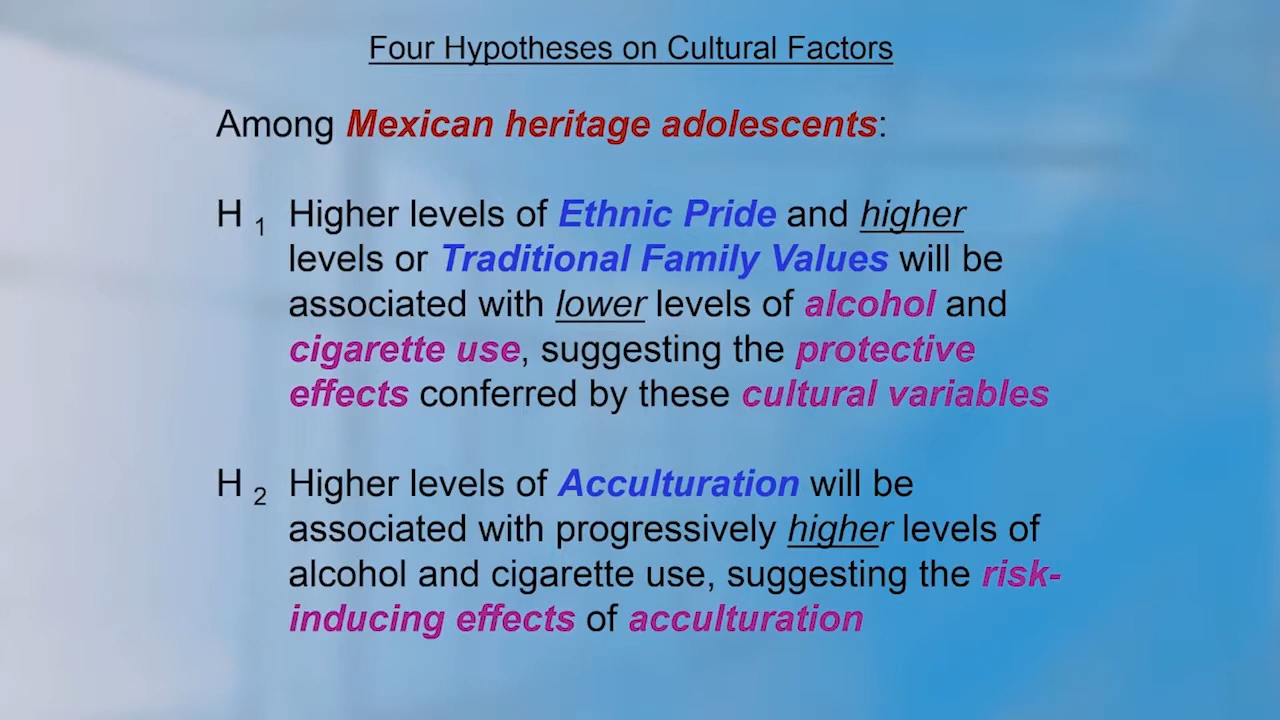 Four Hypotheses on Cultural Factors
Among Mexican heritage adolescents:
H 1 Higher levels of Ethnic Pride and higher
levels or Traditional Family Values will be
associated with lower levels of alcohol and
cigarette use, suggesting the protective
effects conferred by these cultural variables
H 2 Higher levels of Acculturation will be
associated with progressively higher levels of
alcohol and cigarette use, suggesting the risk-
inducing effects of acculturation